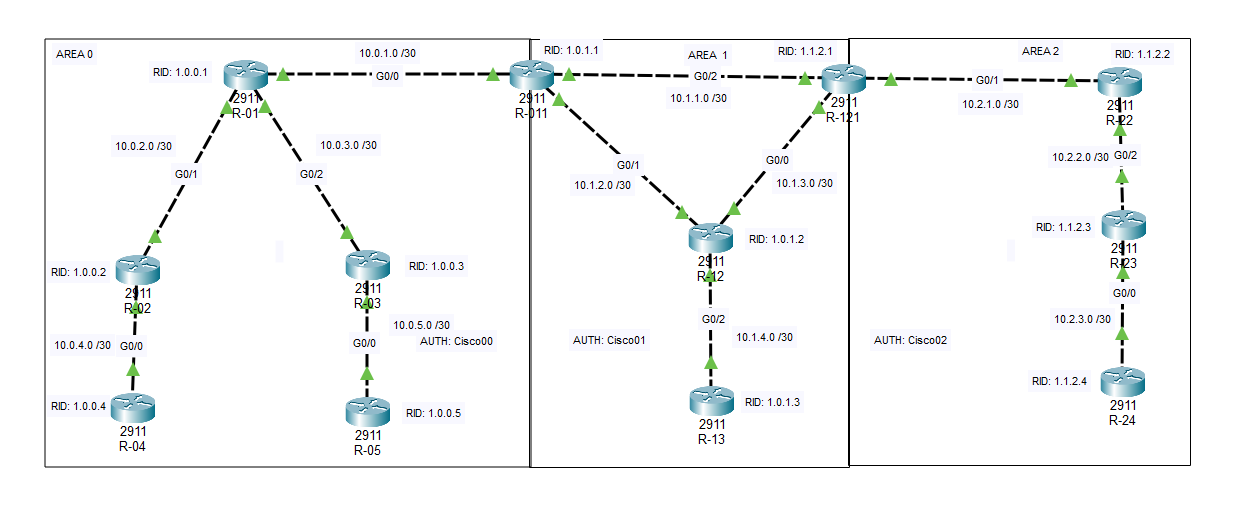 AREA 0
10.0.1.0 /30
RID: 1.0.1.1
AREA 1
RID: 1.1.2.1
AREA 2
RID: 1.1.2.2
RID: 1.0.0.1
G0/0
G0/2
G0/1
2911
R-01
2911
R-011
10.1.1.0 /30
2911
R-121
10.2.1.0 /30
2911
R-22
10.0.2.0 /30
10.0.3.0 /30
G0/1
G0/2
G0/1
10.1.2.0 /30
G0/0
10.1.3.0 /30
10.2.2.0 /30
G0/2
RID: 1.0.0.2
2911
R-02
RID: 1.0.0.3
2911
R-03
RID: 1.0.1.2
2911
R-12
RID: 1.1.2.3
2911
R-23
G0/0
10.0.4.0 /30
G0/0
10.0.5.0 /30
G0/0
AUTH: Cisco00
AUTH: Cisco01
G0/2
10.1.4.0 /30
AUTH: Cisco02
10.2.3.0 /30
RID: 1.0.0.4
2911
R-04
RID: 1.0.0.5
2911
R-05
RID: 1.0.1.3
2911
R-13
RID: 1.1.2.4
2911
R-24